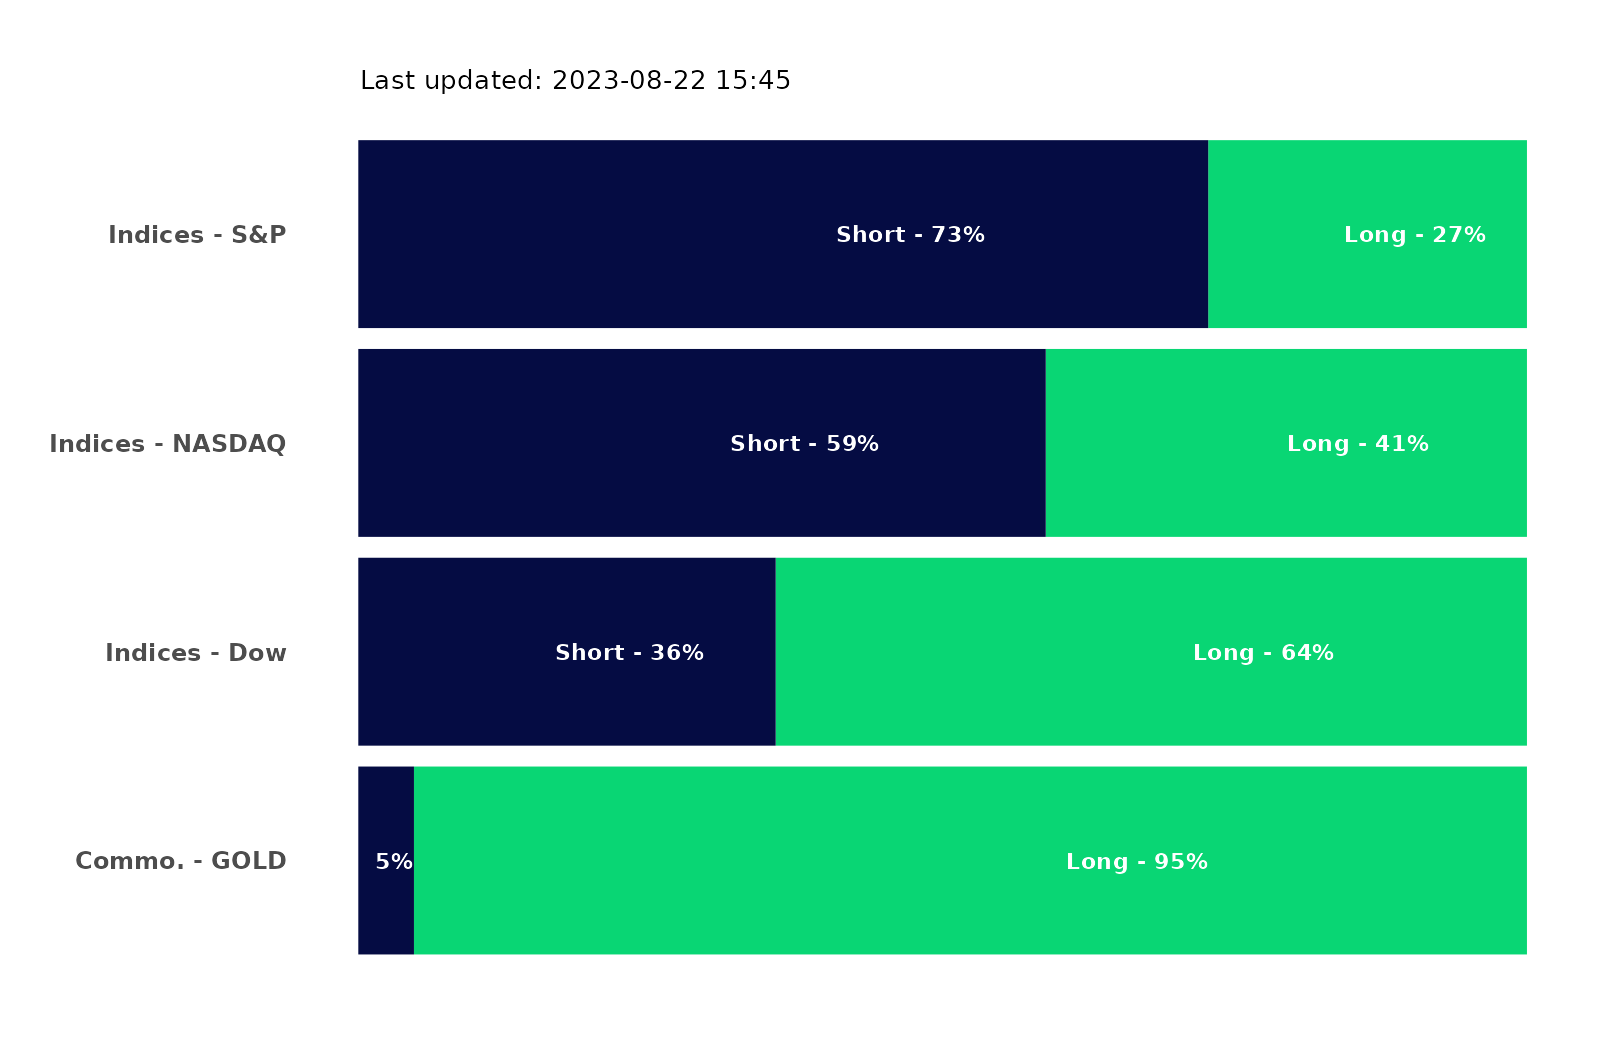 Last updated: 2023-08-22 15:45
Indices - S&P
Short - 73%
Long - 27%
Indices - NASDAQ
Short - 59%
Long - 41%
Indices - Dow
Short - 36%
Long - 64%
Commo. - GOLD
5%
Long - 95%